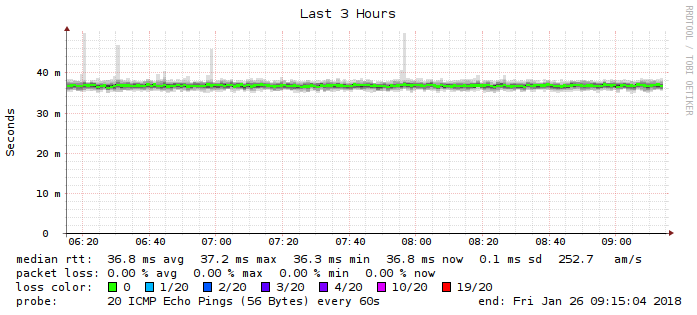 Last 3 Hours
RRDTOOL / TOBI OETIKER
Seconds
40 m
30 m
20 m
10 m
0
06:20 06:40 07:00 07:20 07:40 08:00 08:20 08:40 09:00
median rtt: 36.8 ms avg 37.2 ms max 36.3 ms min 36.8 ms now 0.1 ms sd 252.7 am/s
packet loss: 0.00 % avg 0.00 % max 0.00 % min 0.00 % now
loss color: 0 1/20 2/20 3/20 4/20 10/20 19/20
probe: 20 ICMP Echo Pings (56 Bytes) every 60s end: Fri Jan 26 09:15:04 2018